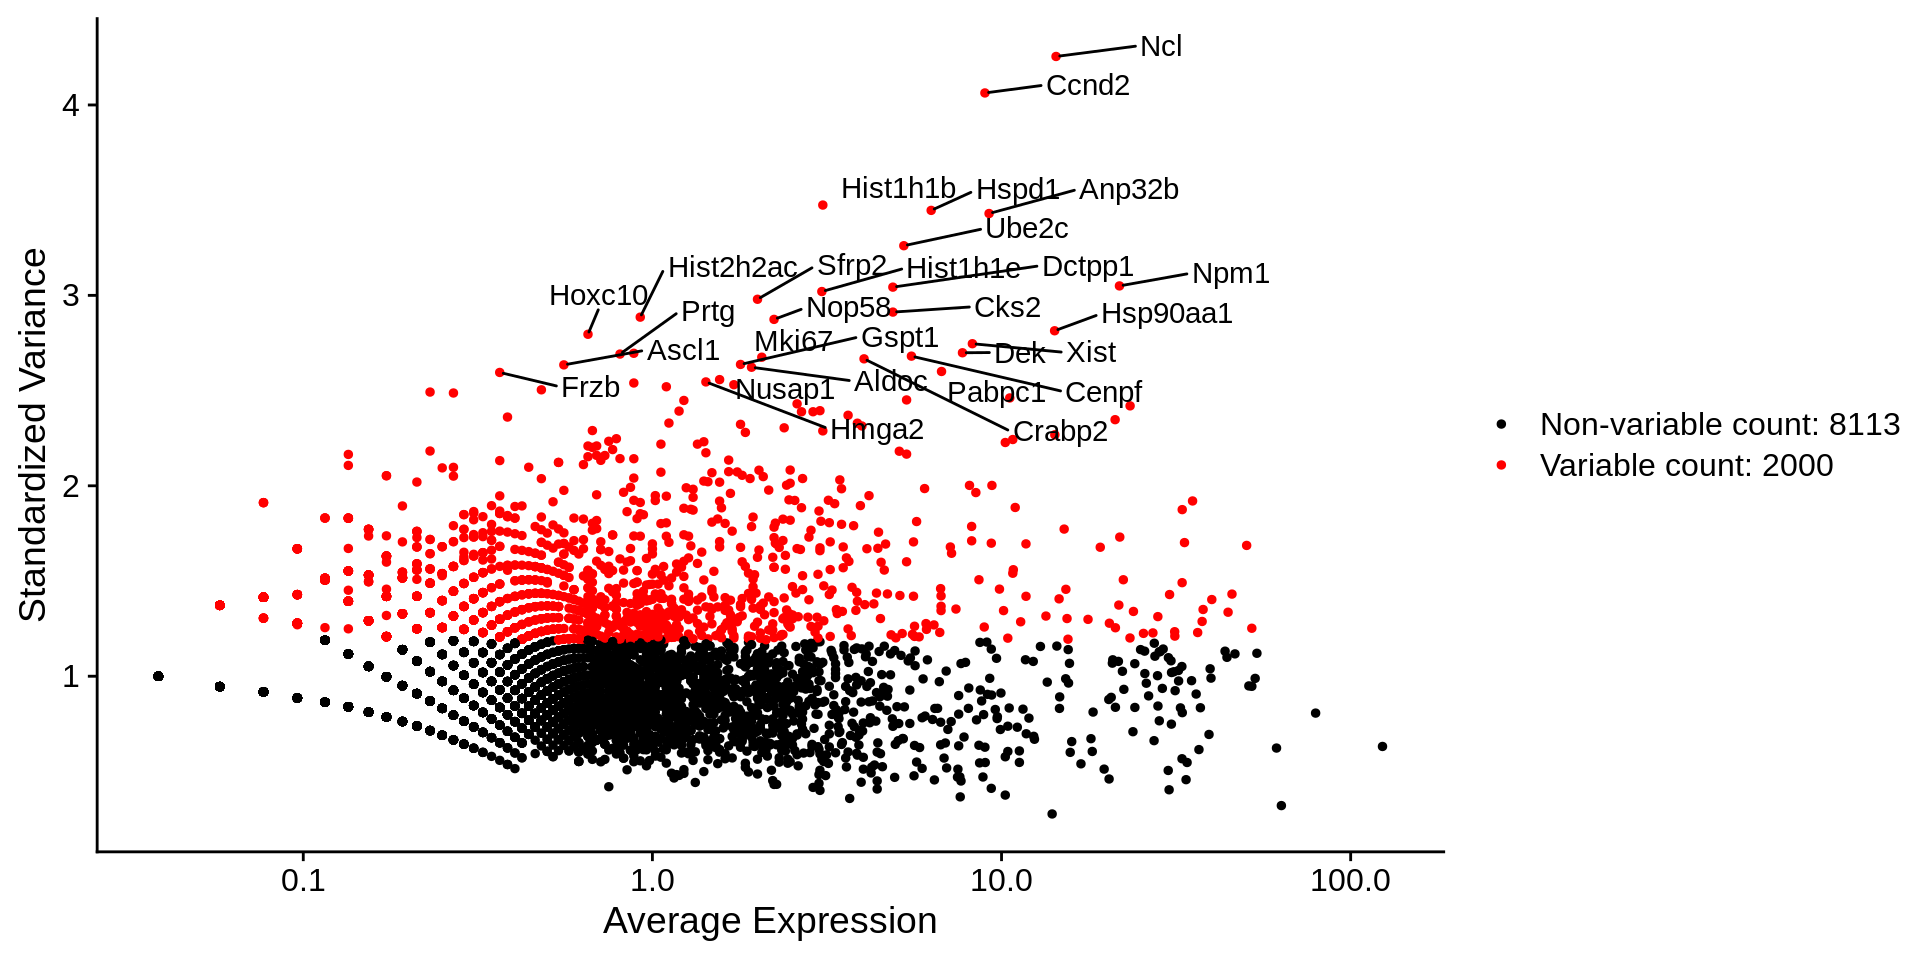 Ncl
Ccnd2
4
Hist1h1b Hspd1 Anp32b
Ube2c
Hist2h2ac Sfrp2 Hist1h1e Dctpp1 Npm1
3
Hoxc10 Prtg Nop58 Cks2 Hsp90aa1
Ascl1 Mki67 Gspt1 Dek Xist
Frzb Nusap1 Aldoc Pabpc1 Cenpf
Hmga2 Crabp2
Non-variable count: 8113
Variable count: 2000
2
1
Standardized Variance
0.1 1.0 10.0 100.0
Average Expression